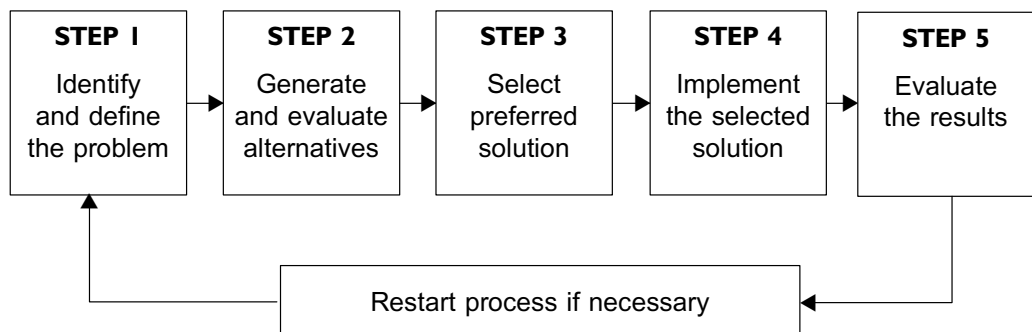 STEP 1
Identify
and define
the problem
STEP 2
Generate
and evaluate
alternatives
STEP 3
Select
preferred
solution
STEP 4
Implement
the selected
solution
STEP 5
Evaluate
the results
Restart process if necessary